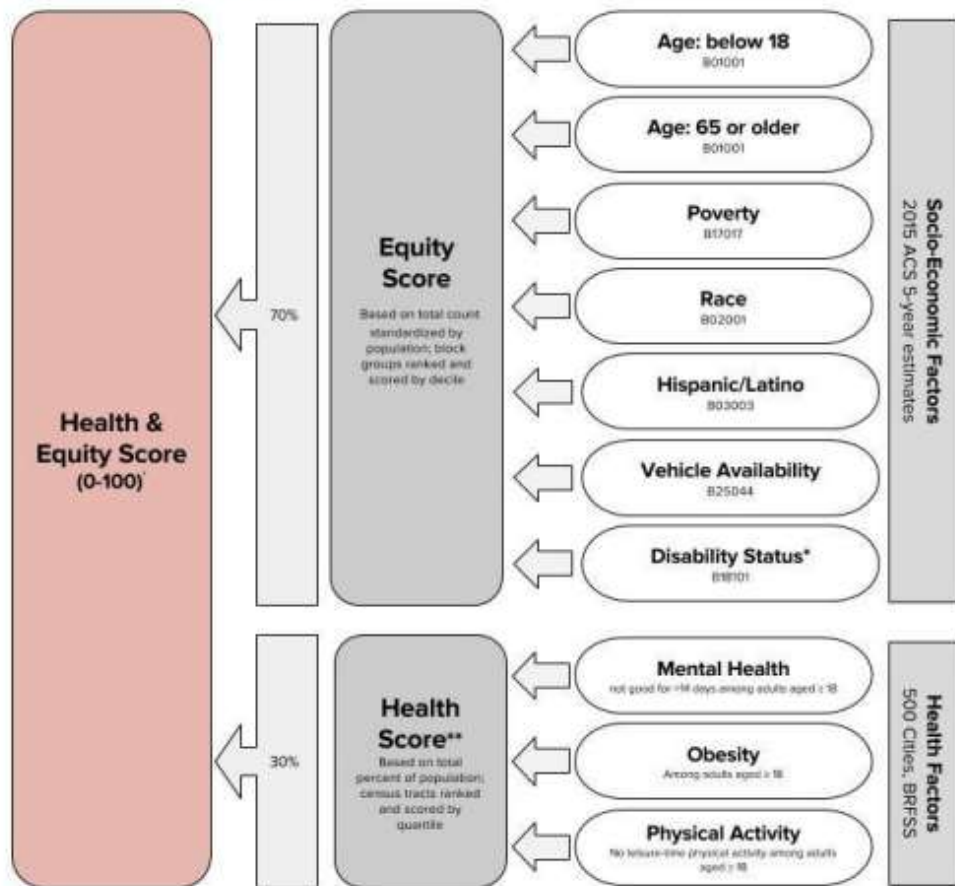 Health &
Equity Score
(0-100)
70%
30%
Equity
Score
Based on total count
standardized by
population; block
groups ranked and
scored by decile
Health
Score**
Based on total
percent of population;
census tracts ranked
and scored by
quantile
Age: below 18
B01001
Age: 65 or older
B01001
Poverty
B17017
Race
B02001
Hispanic/Latino
B03003
Vehicle Availability
B25044
Disability Status*
B18101
Mental Health
not good for >14 days among adults aged ≥ 18
Obesity
Among adults aged ≥ 18
Physical Activity
No leisure-time physical activity among adults
aged ≥ 18
Socio-Economic Factors
2015 ACS 5-year estimates
Health Factors
500 Cities, BRFSS